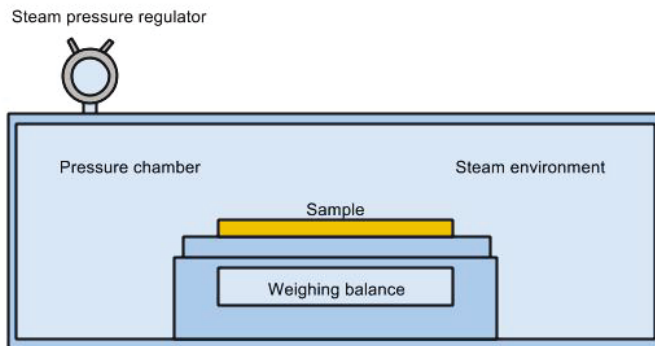 Steam pressure regulator
Pressure chamber
Steam environment
Sample
Weighing balance